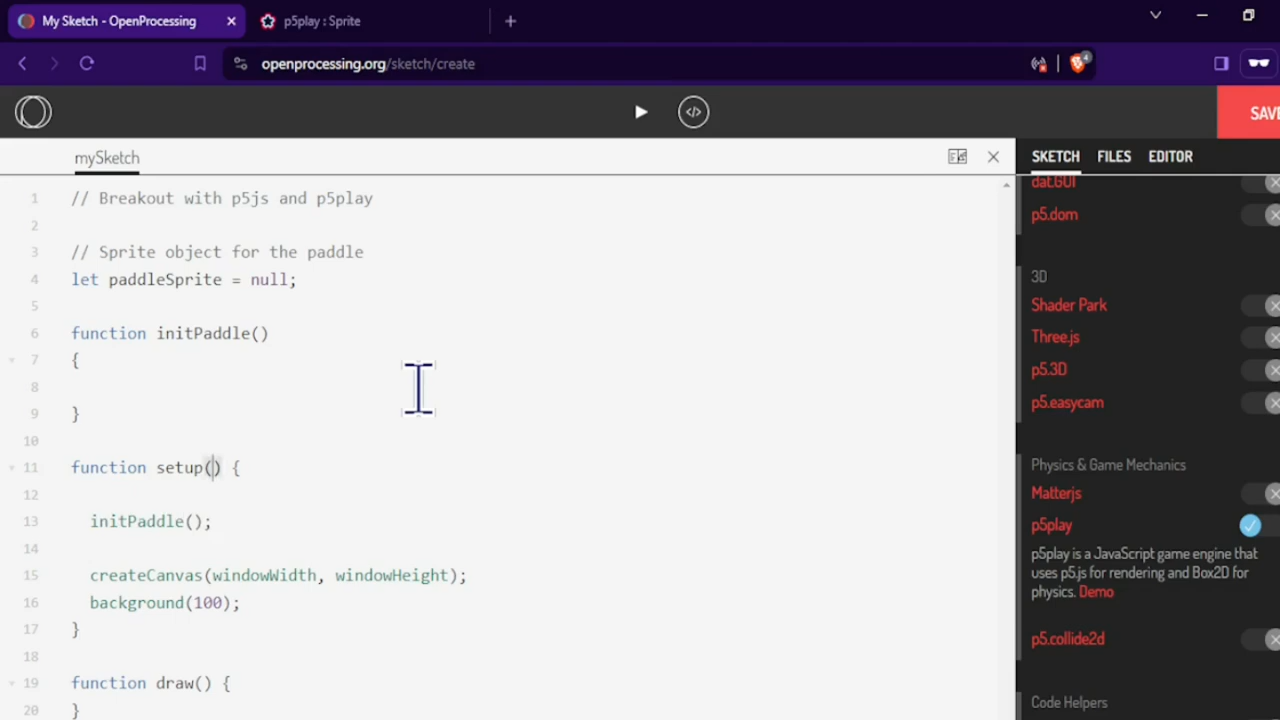 My Sketch - OpenProcessing
p5play : Sprite
openprocessing.org/sketch/create
4
SAVE
mySketch
SKETCH FILES EDITOR
1 // Breakout with p5js and p5play
2
3 // Sprite object for the paddle
4 let paddleSprite = null;
5
6 function initPaddle()
7 {
8
9 }
10
11 function setup() {
12
13 initPaddle();
14
15 createCanvas(windowWidth, windowHeight);
16 background(100);
17 }
18
19 function draw() {
20 }
dat.GUI
p5.dom
3D
Shader Park
Three.js
p5.3D
p5.easycam
Physics & Game Mechanics
Matterjs
p5play
p5play is a JavaScript game engine that
uses p5.js for rendering and Box2D for
physics. Demo
p5.collide2d
Code Helpers